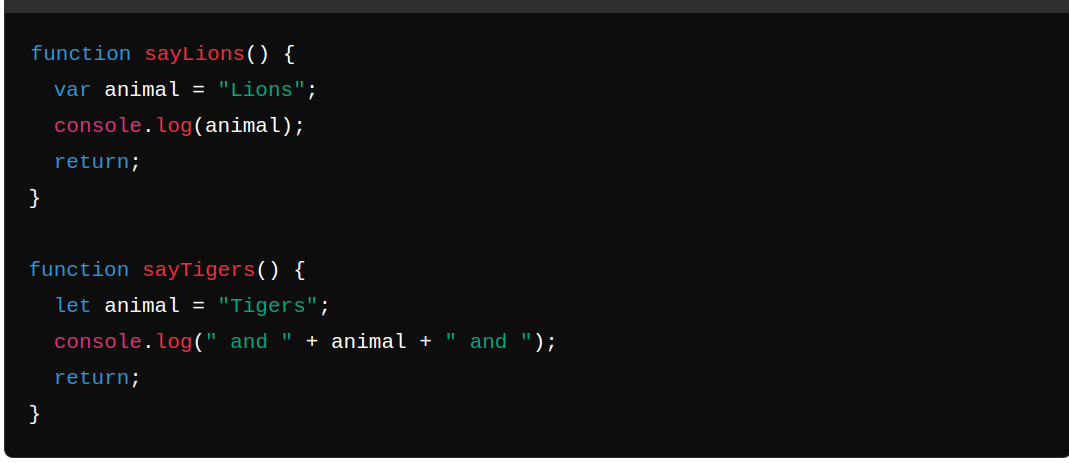 function sayLions() {
  var animal = "Lions";
  console.log(animal);
  return;
}

function sayTigers() {
  let animal = "Tigers";
  console.log(" and " + animal + " and ");
  return;
}